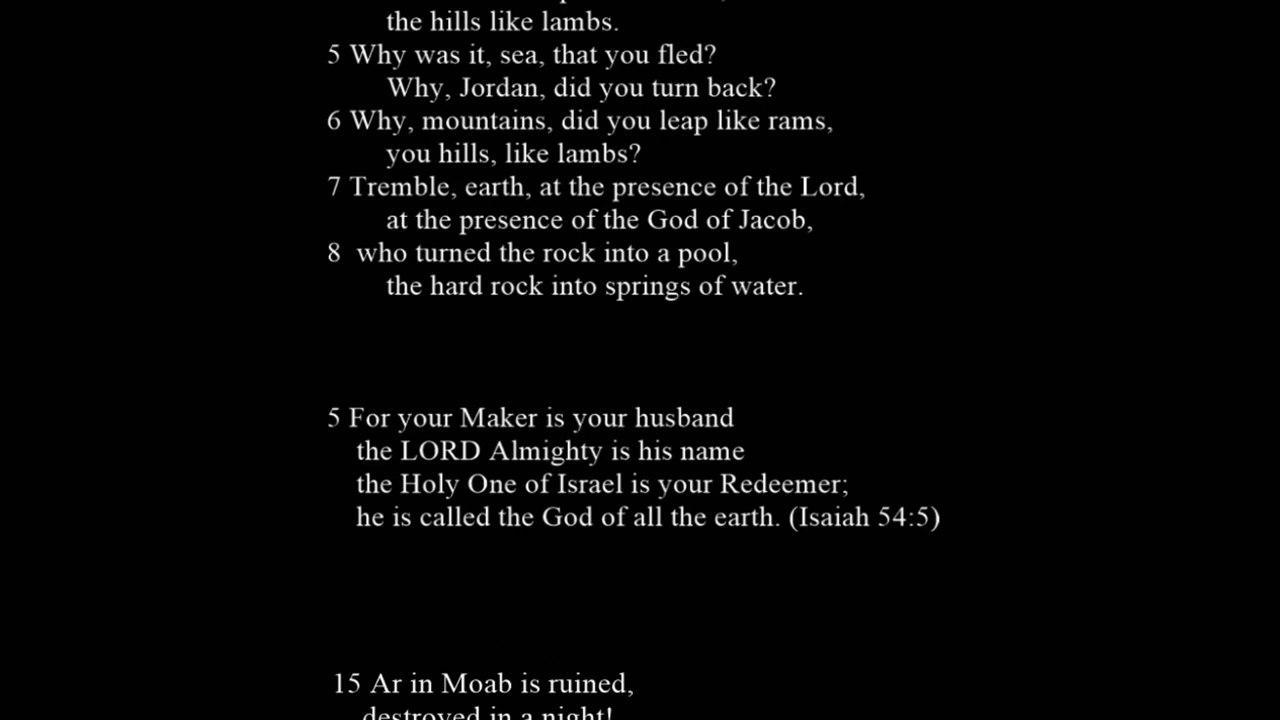 the hills like lambs.
5 Why was it, sea, that you fled?
Why, Jordan, did you turn back?
6 Why, mountains, did you leap like rams,
you hills, like lambs?
7 Tremble, earth, at the presence of the Lord,
at the presence of the God of Jacob,
8 who turned the rock into a pool,
the hard rock into springs of water.
5 For your Maker is your husband
the LORD Almighty is his name
the Holy One of Israel is your Redeemer;
he is called the God of all the earth. (Isaiah 54:5)
15 Ar in Moab is ruined,
destroyed in a night!